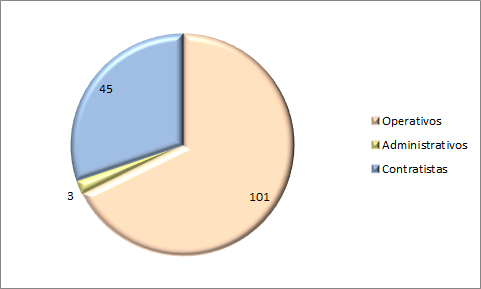 45
3
101
Operativos
Administrativos
Contratistas